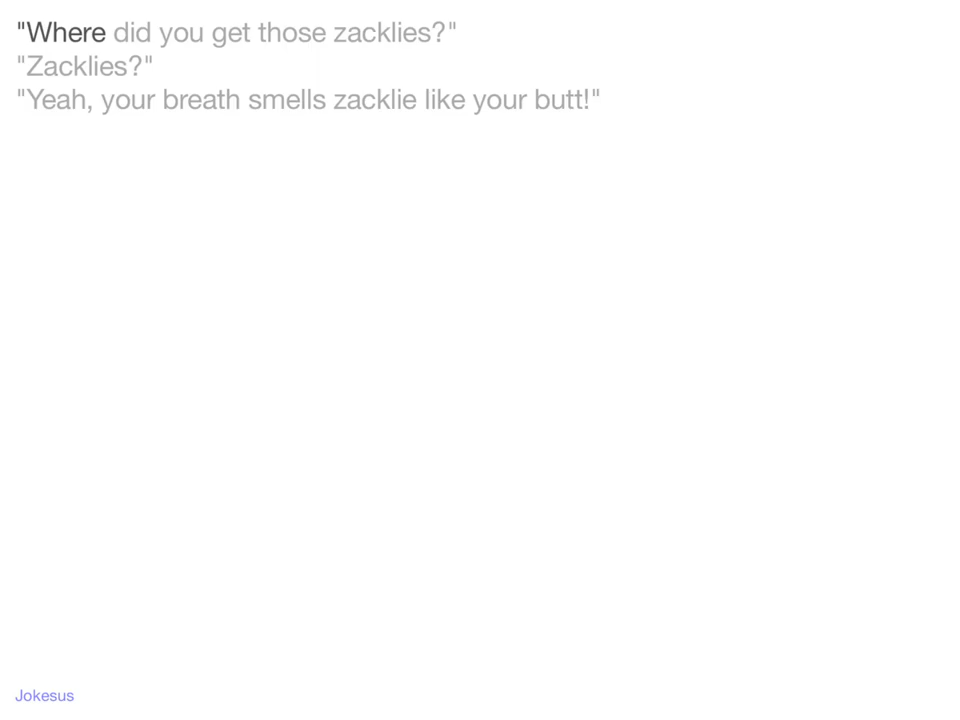 "Where did you get those zacklies?"
"Zacklies?"
"Yeah, your breath smells zacklie like your butt!"
Jokesus